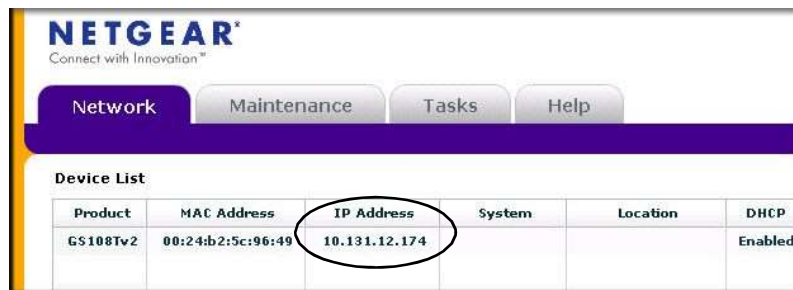 NETGEAR®
Connect with Innovation™
Network Maintenance Tasks Help
Device List
Product MAC Address IP Address System Location DHCP
GS108Tv2 00:24:b2:5c:96:49 10.131.12.174 Enabled